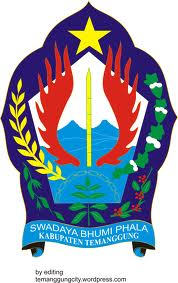 SWADAYA BHUMI PHALA
KABUPATEN TEMANGGUNG
by editing
temanggungcity.wordpress.com